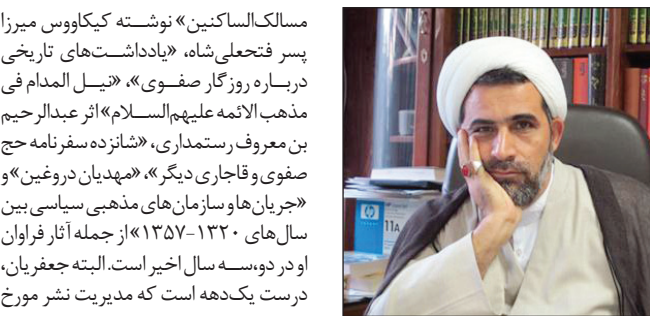 مسالک‌الساکنین» نوشته کیکاووس میرزا
پسر فتحعلی‌شاه، «یادداشت‌های تاریخی
درباره روزگار صفوی»، «نیل المدام فی
مذهب الائمه علیهم‌السلام» اثر عبدالرحیم
بن معروف رستمداری، «شانزده سفرنامه حج
صفوی و قاجاری دیگر»، «مهدیان دروغین» و
«جریان‌ها و سازمان‌های مذهبی سیاسی بین
سال‌های ۱۳۲۰-۱۳۵۷» از جمله آثار فراوان
او در دو،سه سال اخیر است. البته جعفریان،
درست یک‌دهه است که مدیریت نشر مورخ
hp
11A